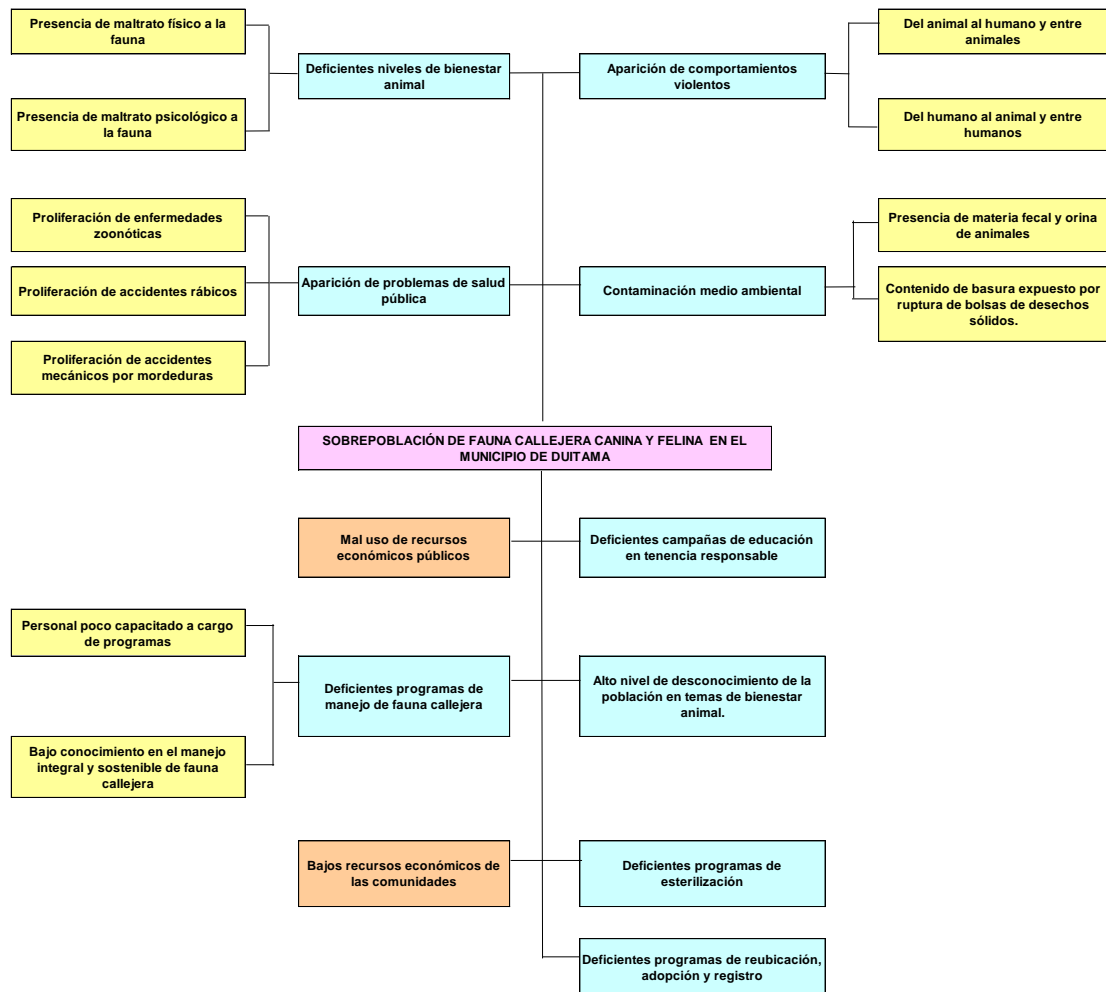 Presencia de maltrato físico a la
fauna
Deficientes niveles de bienestar
animal
Presencia de maltrato psicológico a
la fauna
Aparición de comportamientos
violentos
Del animal al humano y entre
animales
Del humano al animal y entre
humanos
Proliferación de enfermedades
zoonóticas
Proliferación de accidentes rábicos
Proliferación de accidentes
mecánicos por mordeduras
Aparición de problemas de salud
pública
Contaminación medio ambiental
Presencia de materia fecal y orina
de animales
Contenido de basura expuesto por
ruptura de bolsas de desechos
sólidos.
SOBREPOBLACIÓN DE FAUNA CALLEJERA CANINA Y FELINA EN EL
MUNICIPIO DE DUITAMA
Mal uso de recursos
económicos públicos
Deficientes campañas de educación
en tenencia responsable
Personal poco capacitado a cargo
de programas
Deficientes programas de
manejo de fauna callejera
Bajo conocimiento en el manejo
integral y sostenible de fauna
callejera
Alto nivel de desconocimiento de la
población en temas de bienestar
animal.
Bajos recursos económicos de
las comunidades
Deficientes programas de
esterilización
Deficientes programas de reubicación,
adopción y registro